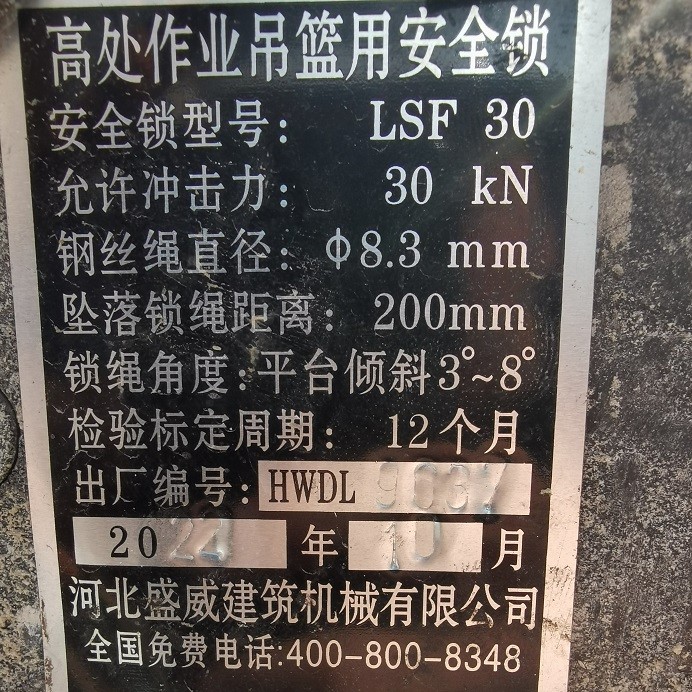 高处作业吊篮用安全锁
安全锁型号: LSF 30
允许冲击力: 30 kN
钢丝绳直径: φ8.3 mm
坠落锁绳距离: 200mm
锁绳角度:平台倾斜3°~8°
检验标定周期: 12个月
出厂编号: HWDL
20 年 10 月
河北盛威建筑机械有限公司
全国免费电话:400-800-8348